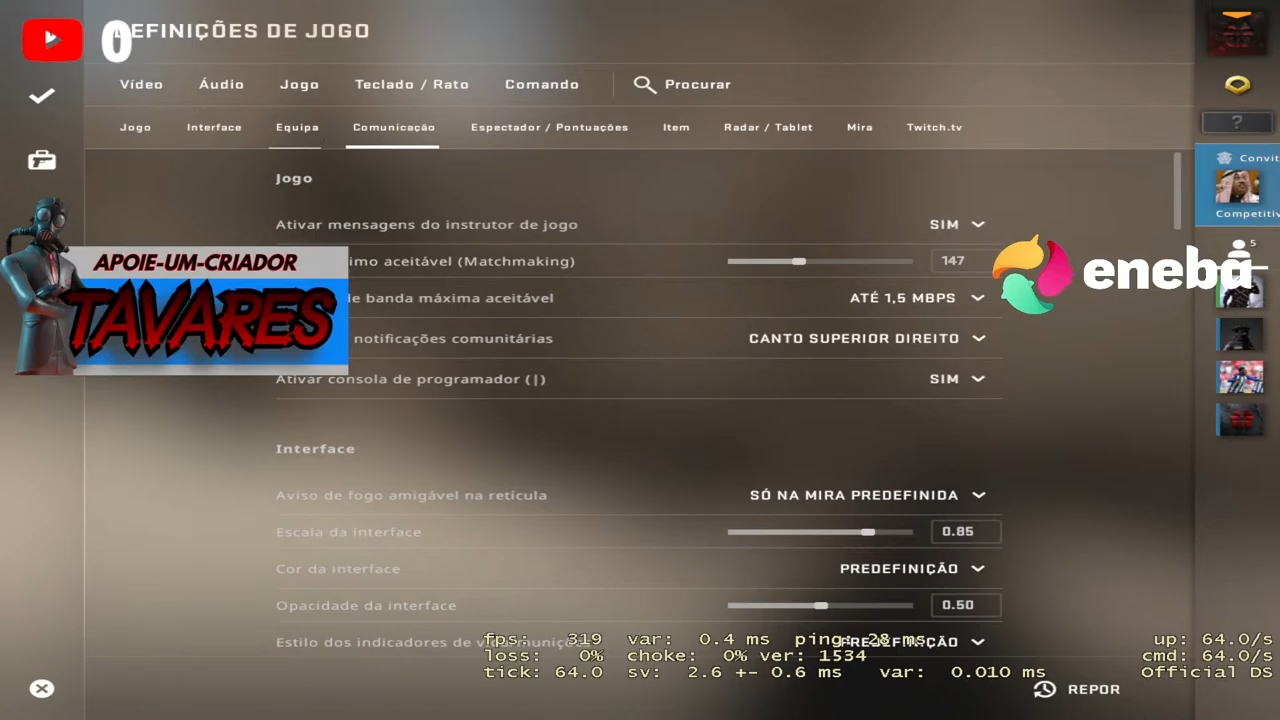 0
EFINIÇÕES DE JOGO
Vídeo Áudio Jogo Teclado / Rato Comando Procurar
Jogo Interface Equipa Comunicação Espectador / Pontuações Item Radar / Tablet Mira Twitch.tv
?
Convit
Competitiv
5
Jogo
Ativar mensagens do instrutor de jogo SIM
imo aceitável (Matchmaking) 147
de banda máxima aceitável ATÉ 1,5 MBPS
notificações comunitárias CANTO SUPERIOR DIREITO
Ativar consola de programador (|) SIM
APOIE-UM-CRIADOR
TAVARES
eneba
Interface
Aviso de fogo amigável na retícula SÓ NA MIRA PREDEFINIDA
Escala da interface 0.85
Cor da interface PREDEFINIÇÃO
Opacidade da interface 0.50
Estilo dos indicadores de PREDEFINIÇÃO
fps: 319 var: 0.4 ms ping: 28 ms up: 64.0/s
loss: 0% choke: 0% ver: 1534 cmd: 64.0/s
tick: 64.0 sv: 2.6 +- 0.6 ms var: 0.010 ms Official DS
REPOR